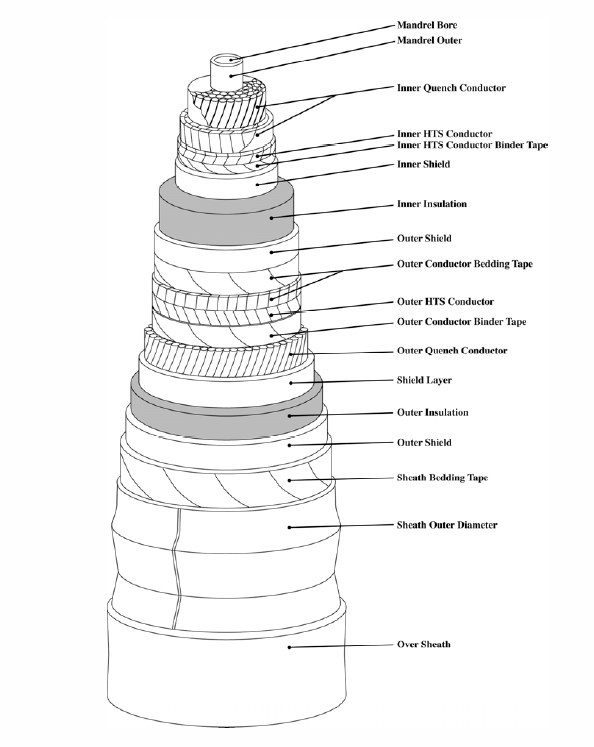 Mandrel Bore
Mandrel Outer
Inner Quench Conductor
Inner HTS Conductor
Inner HTS Conductor Binder Tape
Inner Shield
Inner Insulation
Outer Shield
Outer Conductor Bedding Tape
Outer HTS Conductor
Outer Conductor Binder Tape
Outer Quench Conductor
Shield Layer
Outer Insulation
Outer Shield
Sheath Bedding Tape
Sheath Outer Diameter
Over Sheath